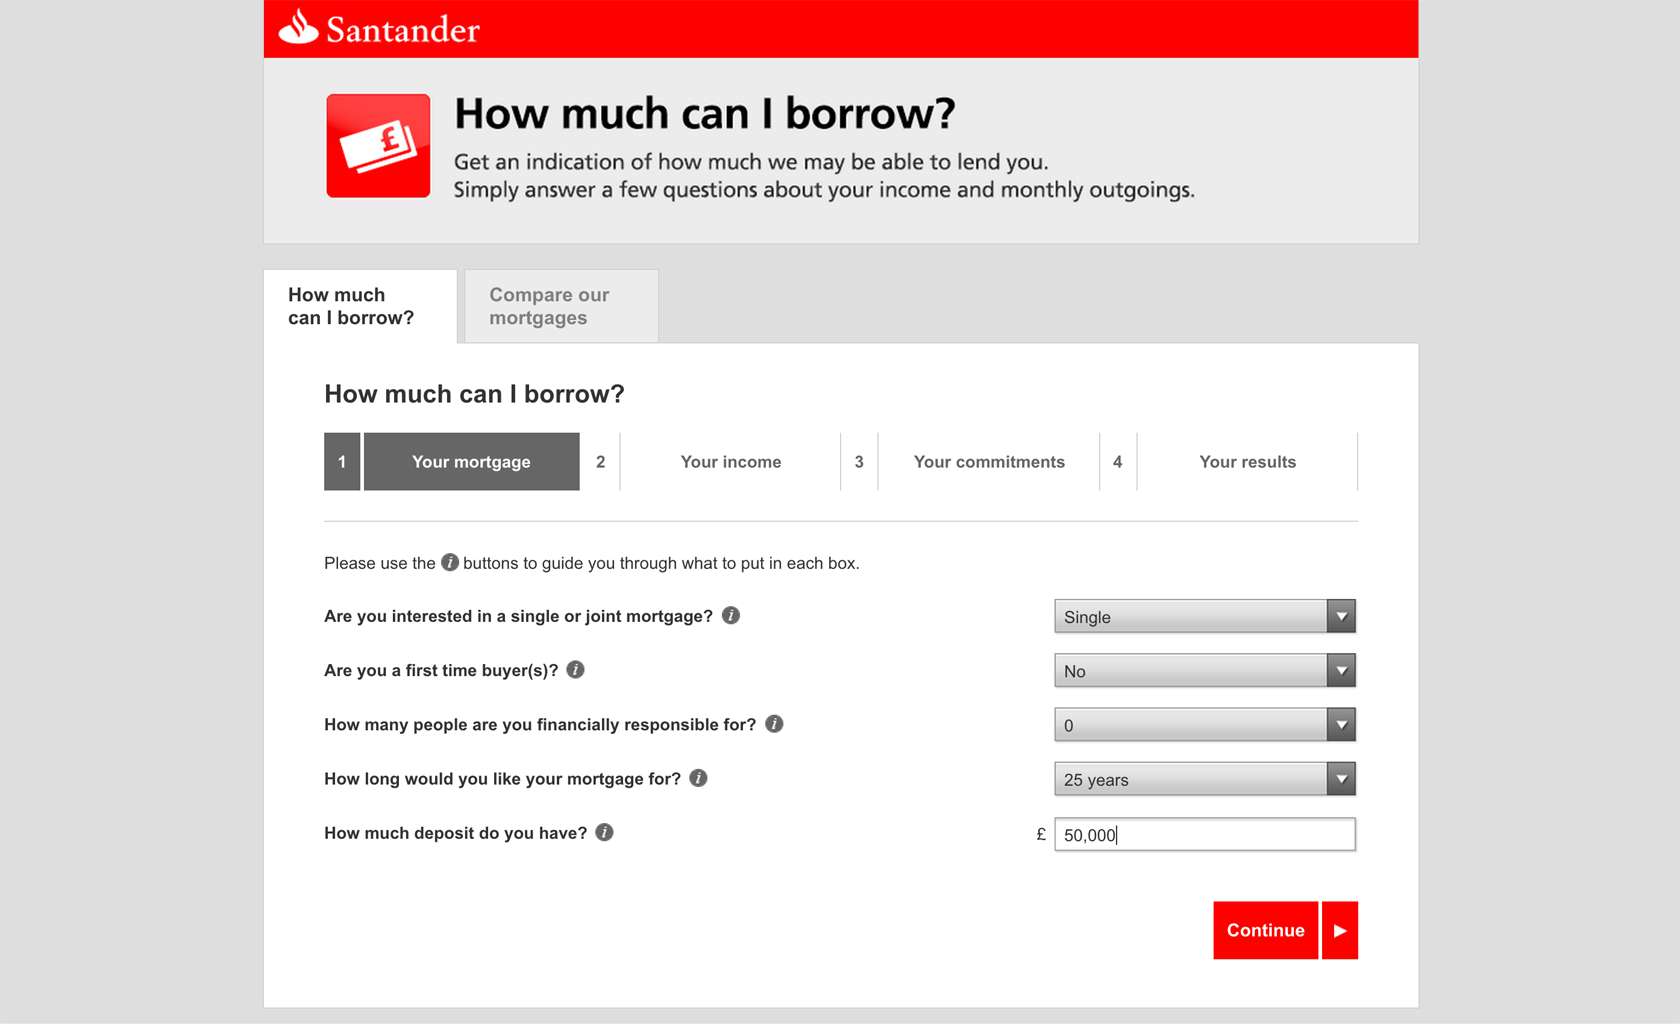 Santander
How much can I borrow?
Get an indication of how much we may be able to lend you.
Simply answer a few questions about your income and monthly outgoings.
How much
can I borrow?
Compare our
mortgages
How much can I borrow?
1 Your mortgage 2 Your income 3 Your commitments 4 Your results
Please use the i buttons to guide you through what to put in each box.
Are you interested in a single or joint mortgage? i Single
Are you a first time buyer(s)? i No
How many people are you financially responsible for? i 0
How long would you like your mortgage for? i 25 years
How much deposit do you have? i £ 50,000
Continue